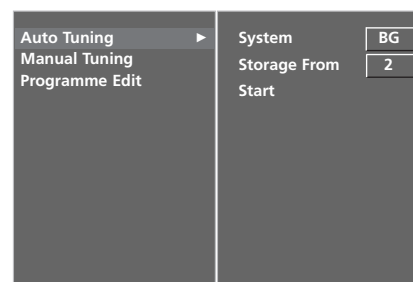 Auto Tuning ►
Manual Tuning
Programme Edit
System BG
Storage From 2
Start